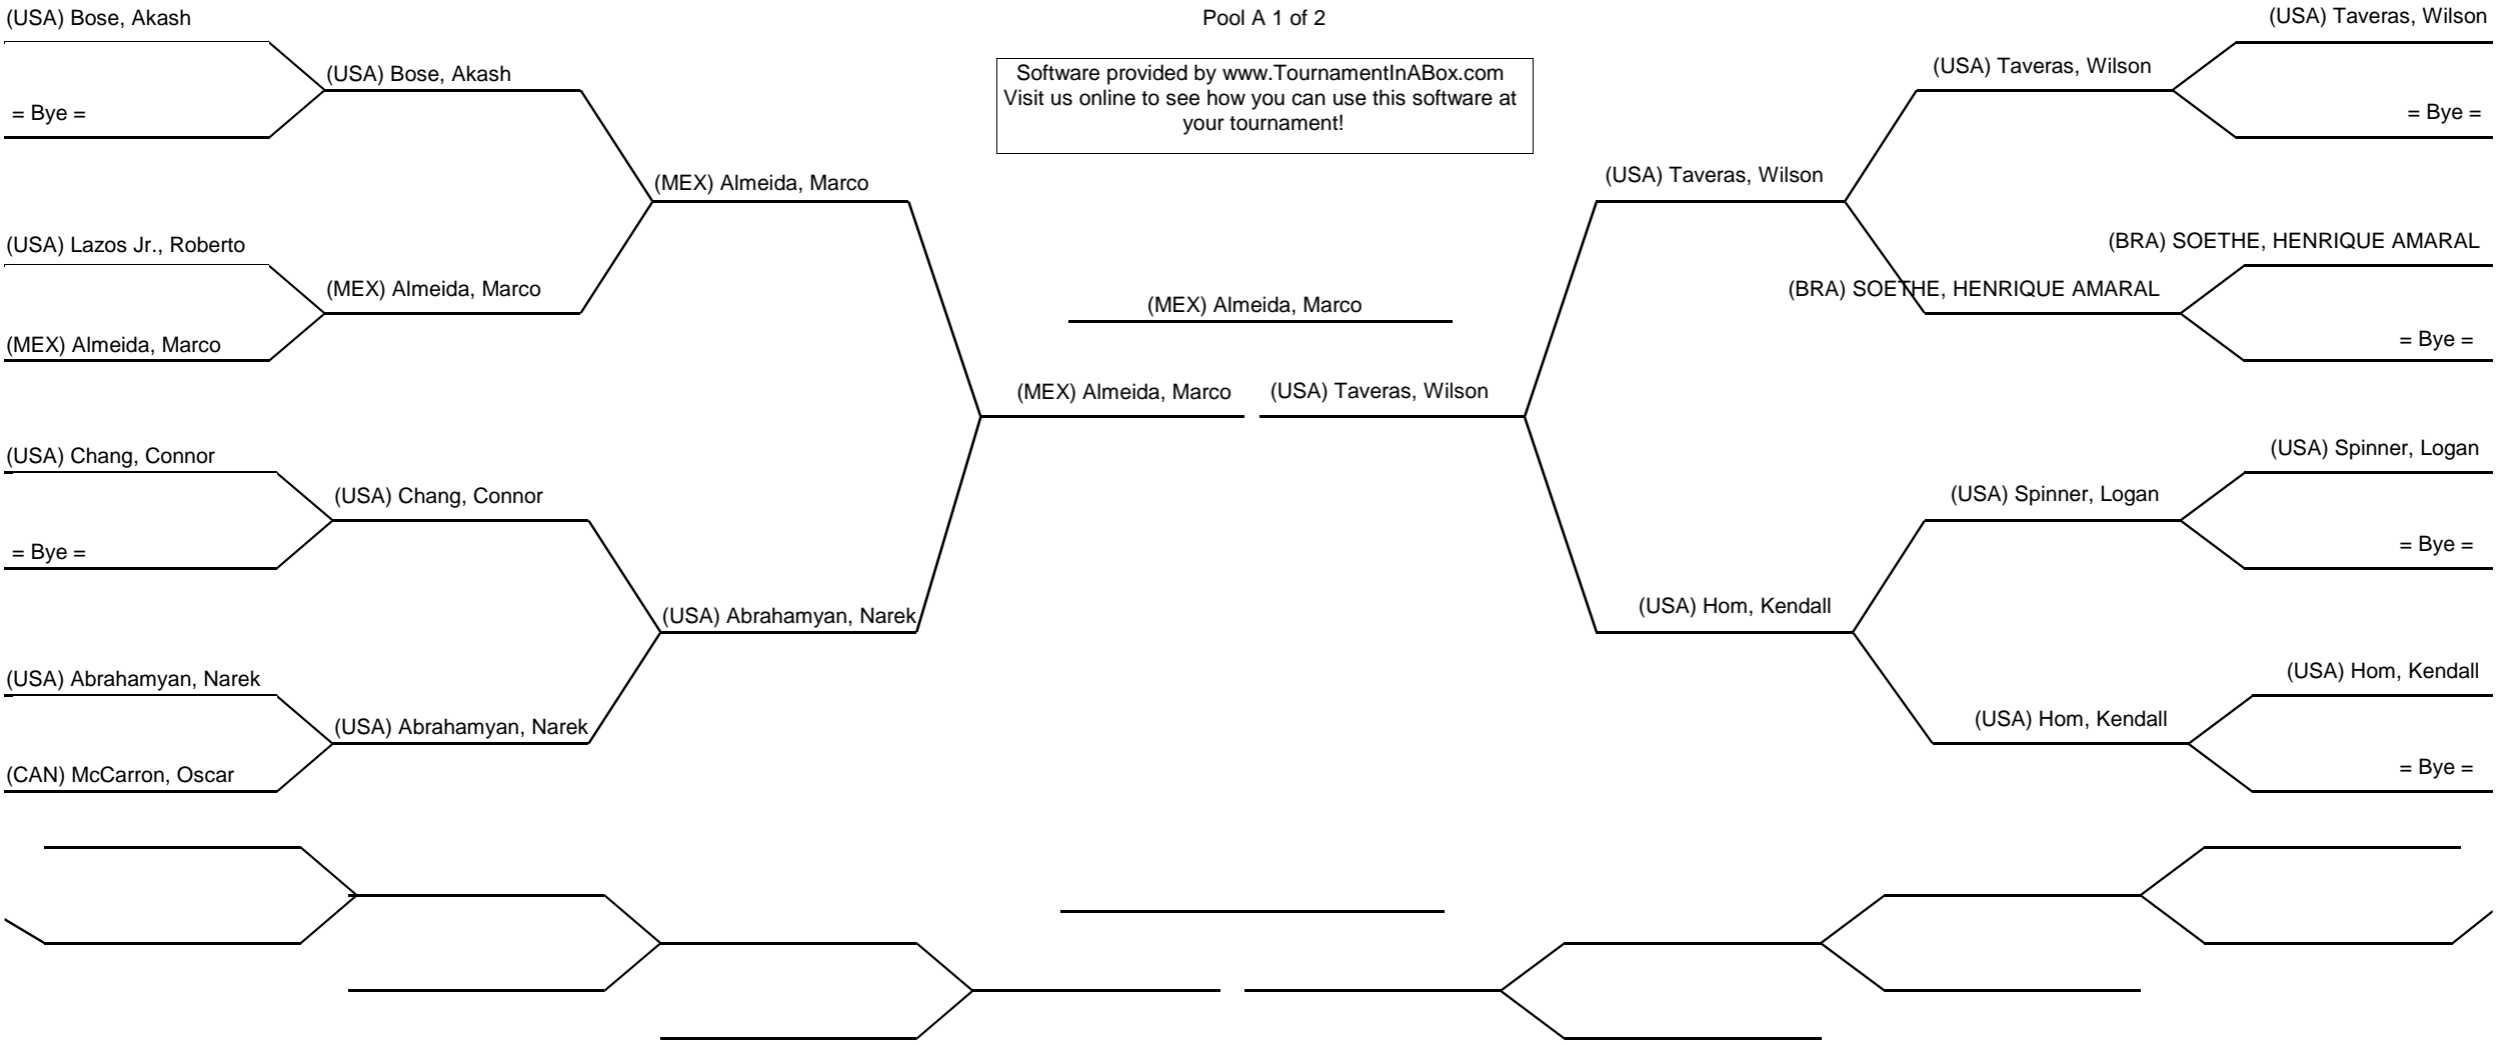 (USA) Bose, Akash
Pool A 1 of 2
(USA) Taveras, Wilson
(USA) Bose, Akash
Software provided by www.TournamentInABox.com
Visit us online to see how you can use this software at
your tournament!
(USA) Taveras, Wilson
= Bye =
= Bye =
(MEX) Almeida, Marco
(USA) Taveras, Wilson
(USA) Lazos Jr., Roberto
(BRA) SOETHE, HENRIQUE AMARAL
(MEX) Almeida, Marco
(MEX) Almeida, Marco
(BRA) SOETHE, HENRIQUE AMARAL
(MEX) Almeida, Marco
= Bye =
(MEX) Almeida, Marco
(USA) Taveras, Wilson
(USA) Chang, Connor
(USA) Spinner, Logan
(USA) Chang, Connor
(USA) Spinner, Logan
= Bye =
= Bye =
(USA) Abrahamyan, Narek
(USA) Hom, Kendall
(USA) Abrahamyan, Narek
(USA) Hom, Kendall
(USA) Abrahamyan, Narek
(USA) Hom, Kendall
(CAN) McCarron, Oscar
= Bye =